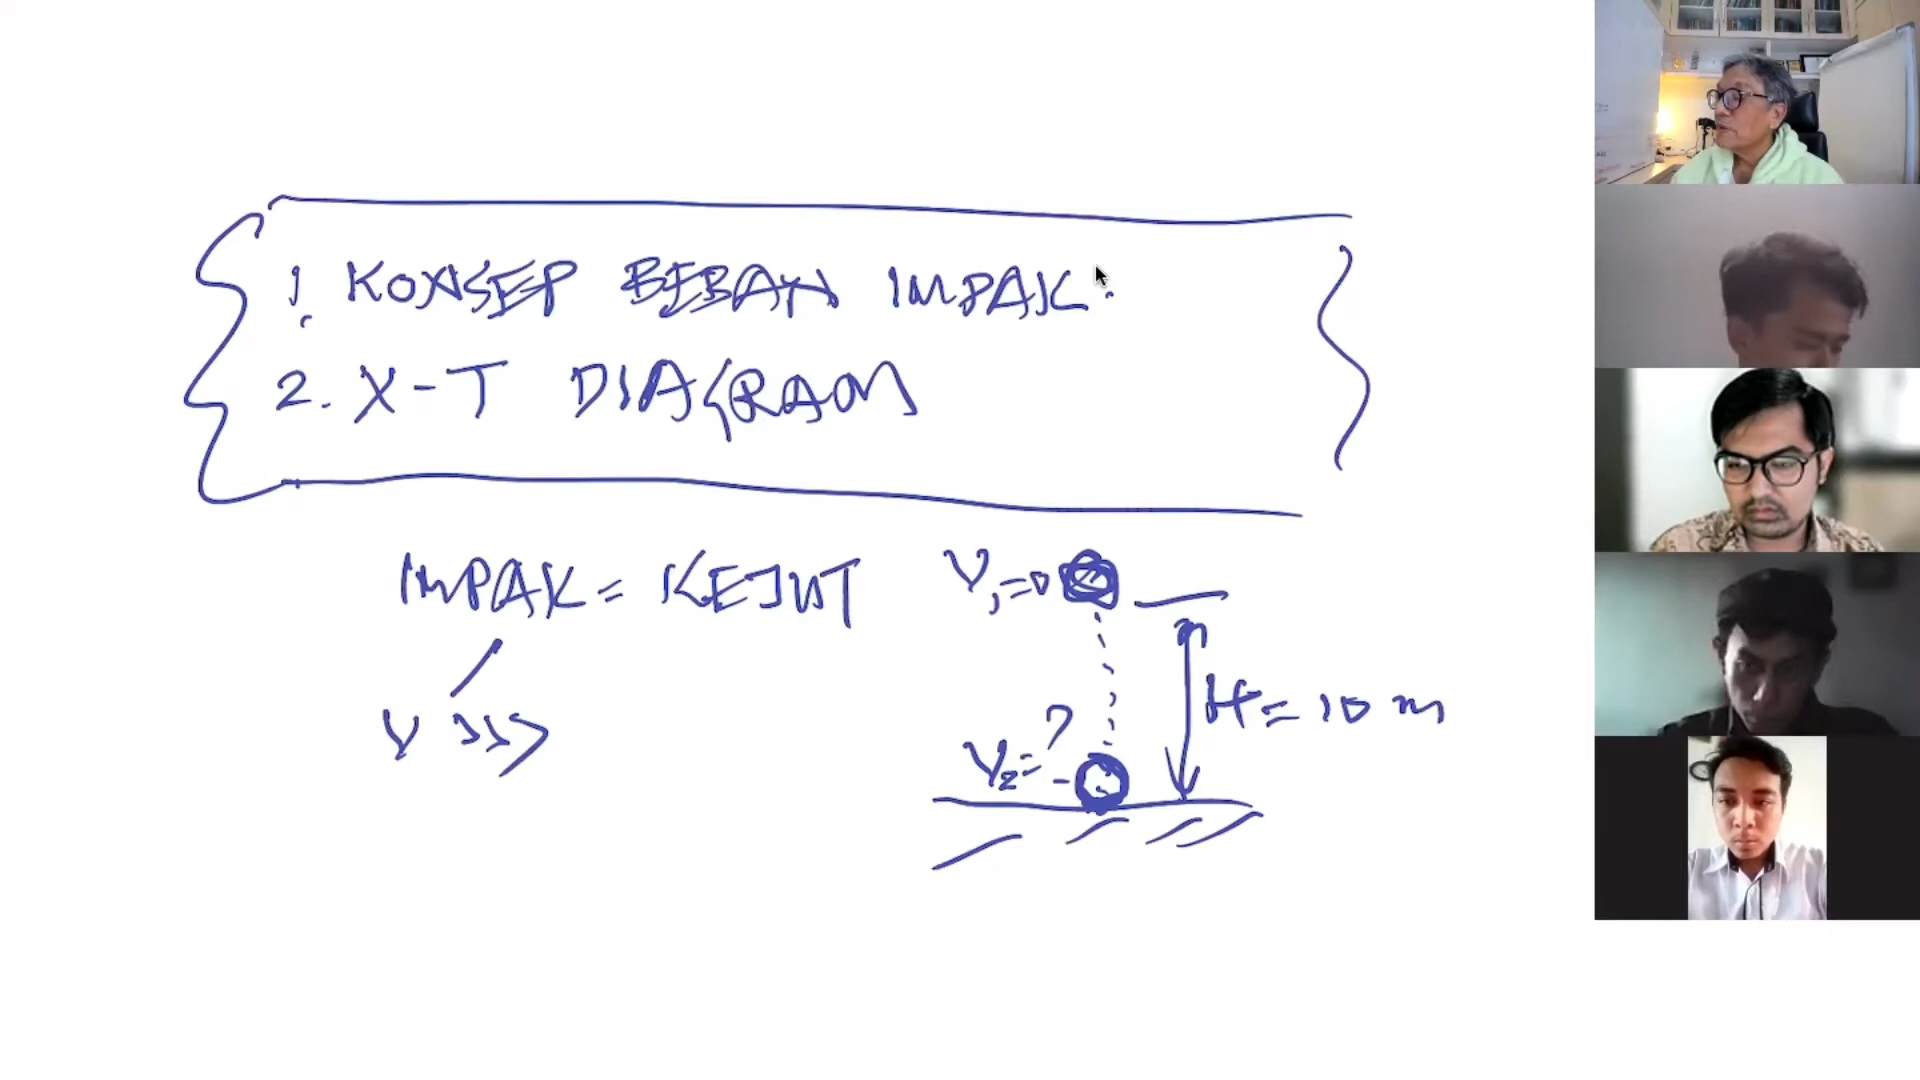 1. KONSEP BEBAN IMPAK.
2. X-T DIAGRAM
IMPAK = KEJUT
V >>>
V1=0
H = 10 m
V2=?